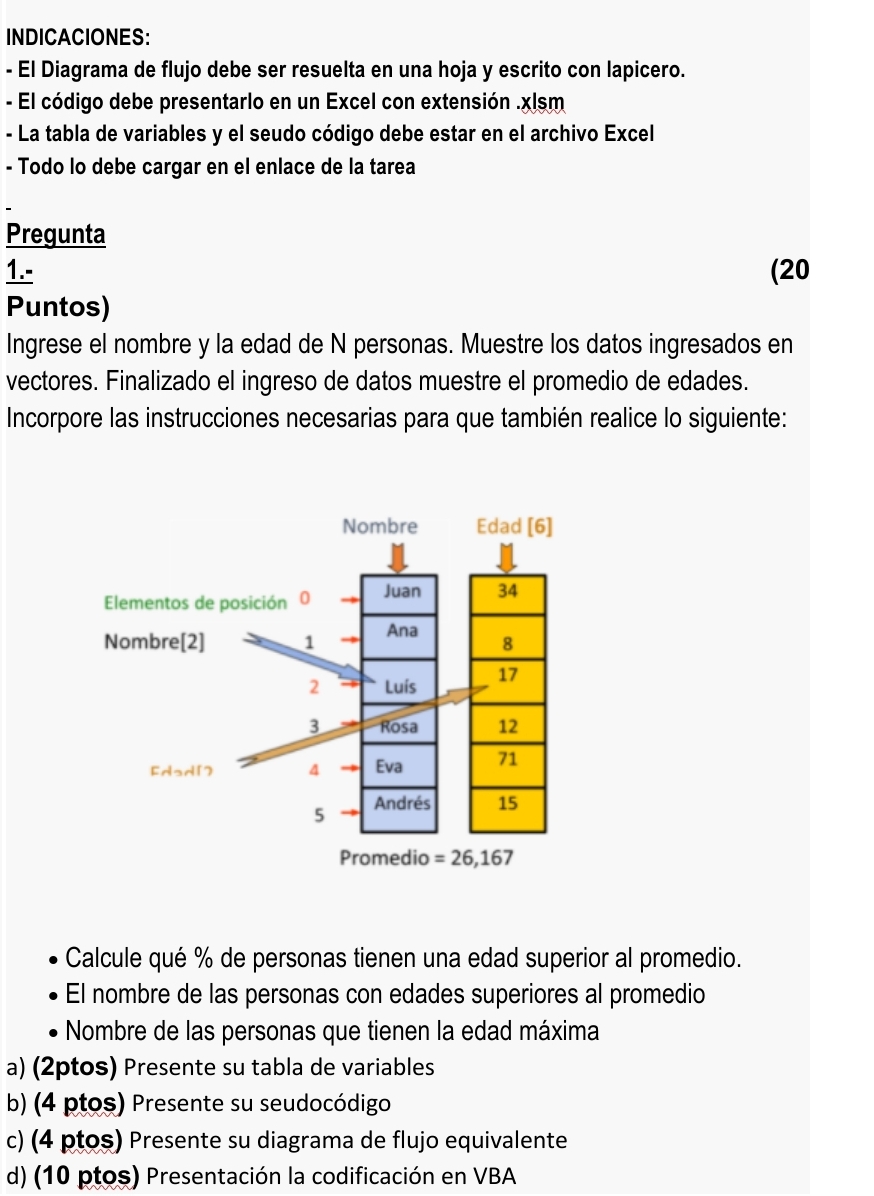 INDICACIONES:
- El Diagrama de flujo debe ser resuelta en una hoja y escrito con lapicero.
- El código debe presentarlo en un Excel con extensión .xlsm
- La tabla de variables y el seudo código debe estar en el archivo Excel
- Todo lo debe cargar en el enlace de la tarea
-
Pregunta
1.- (20
Puntos)
Ingrese el nombre y la edad de N personas. Muestre los datos ingresados en
vectores. Finalizado el ingreso de datos muestre el promedio de edades.
Incorpore las instrucciones necesarias para que también realice lo siguiente:
Nombre Edad [6]
Elementos de posición 0 Juan 34
Nombre[2] 1 Ana 8
2 Luís 17
3 Rosa 12
Edad[2 4 Eva 71
5 Andrés 15
Promedio = 26,167
• Calcule qué % de personas tienen una edad superior al promedio.
• El nombre de las personas con edades superiores al promedio
• Nombre de las personas que tienen la edad máxima
a) (2ptos) Presente su tabla de variables
b) (4 ptos) Presente su seudocódigo
c) (4 ptos) Presente su diagrama de flujo equivalente
d) (10 ptos) Presentación la codificación en VBA